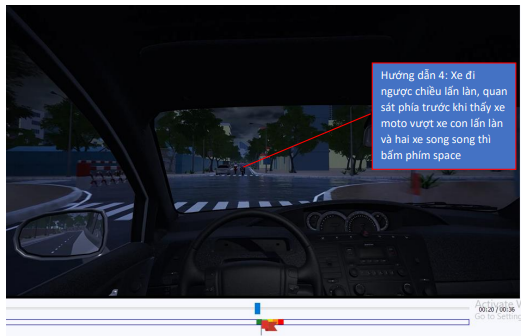 Hướng dẫn 4: Xe đi
ngược chiều lấn làn, quan
sát phía trước khi thấy xe
moto vượt xe con lấn làn
và hai xe song song thì
bấm phím space
Activate
00:20 / 00:36
Go to Setting